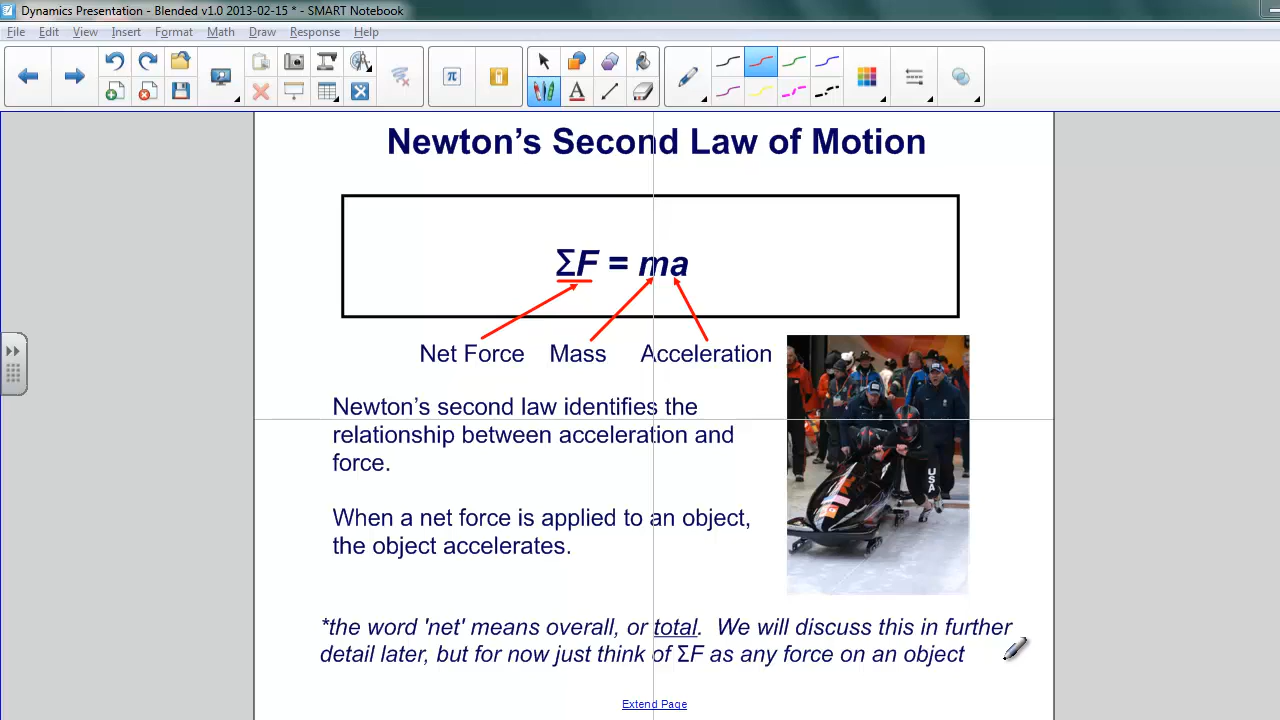 Dynamics Presentation - Blended v1.0 2013-02-15 * - SMART Notebook
File Edit View Insert Format Math Draw Response Help
π
A
Newton's Second Law of Motion
ΣF = ma
Net Force Mass Acceleration
Newton's second law identifies the
relationship between acceleration and
force.
When a net force is applied to an object,
the object accelerates.
USA
*the word 'net' means overall, or total. We will discuss this in further
detail later, but for now just think of ΣF as any force on an object
Extend Page